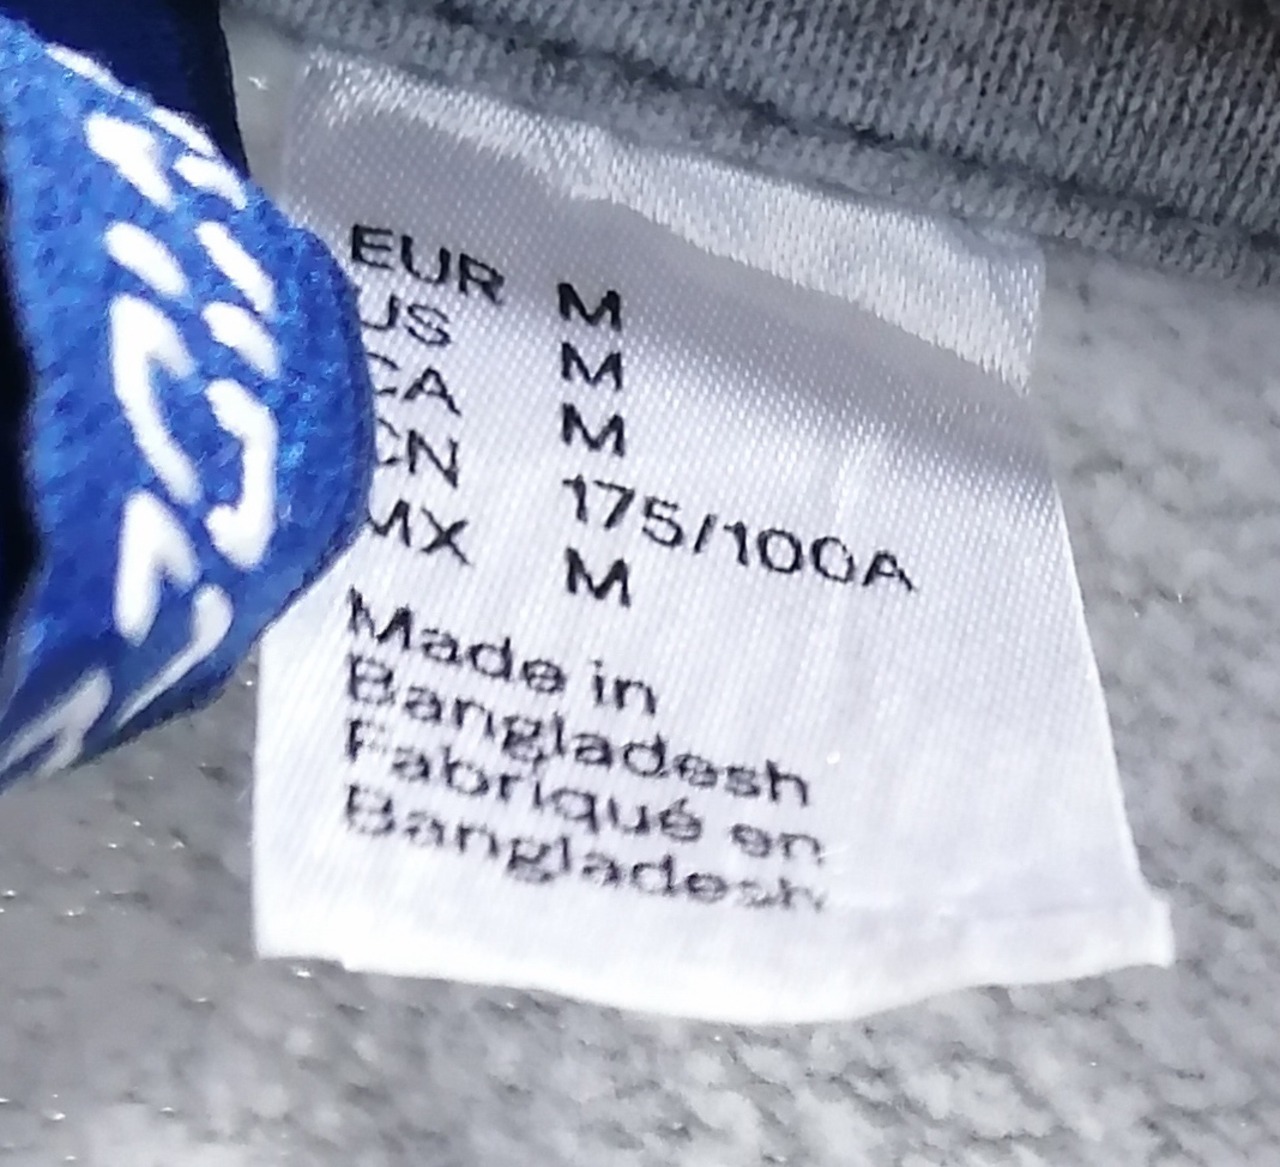 EUR M
US M
CA M
CN 175/100A
MX M
Made in
Bangladesh
Fabriqué en
Bangladesh